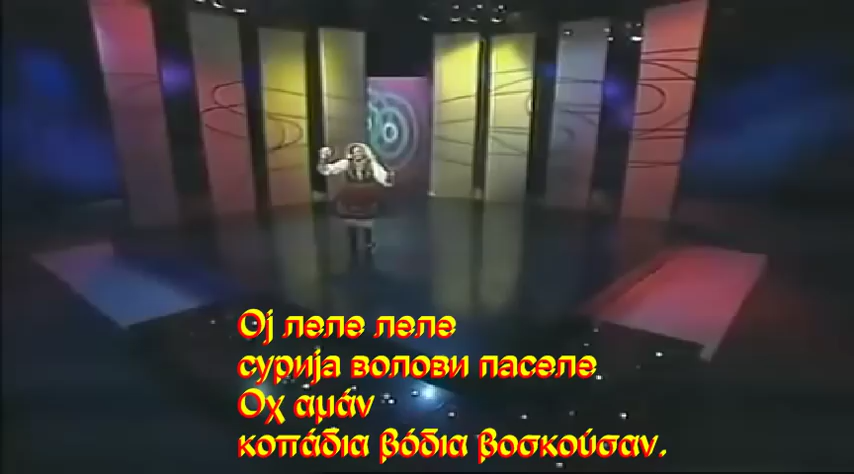 Ој леле леле
сурија волови паселе
Οχ αμάν
κοπάδια βόδια βοσκούσαν.